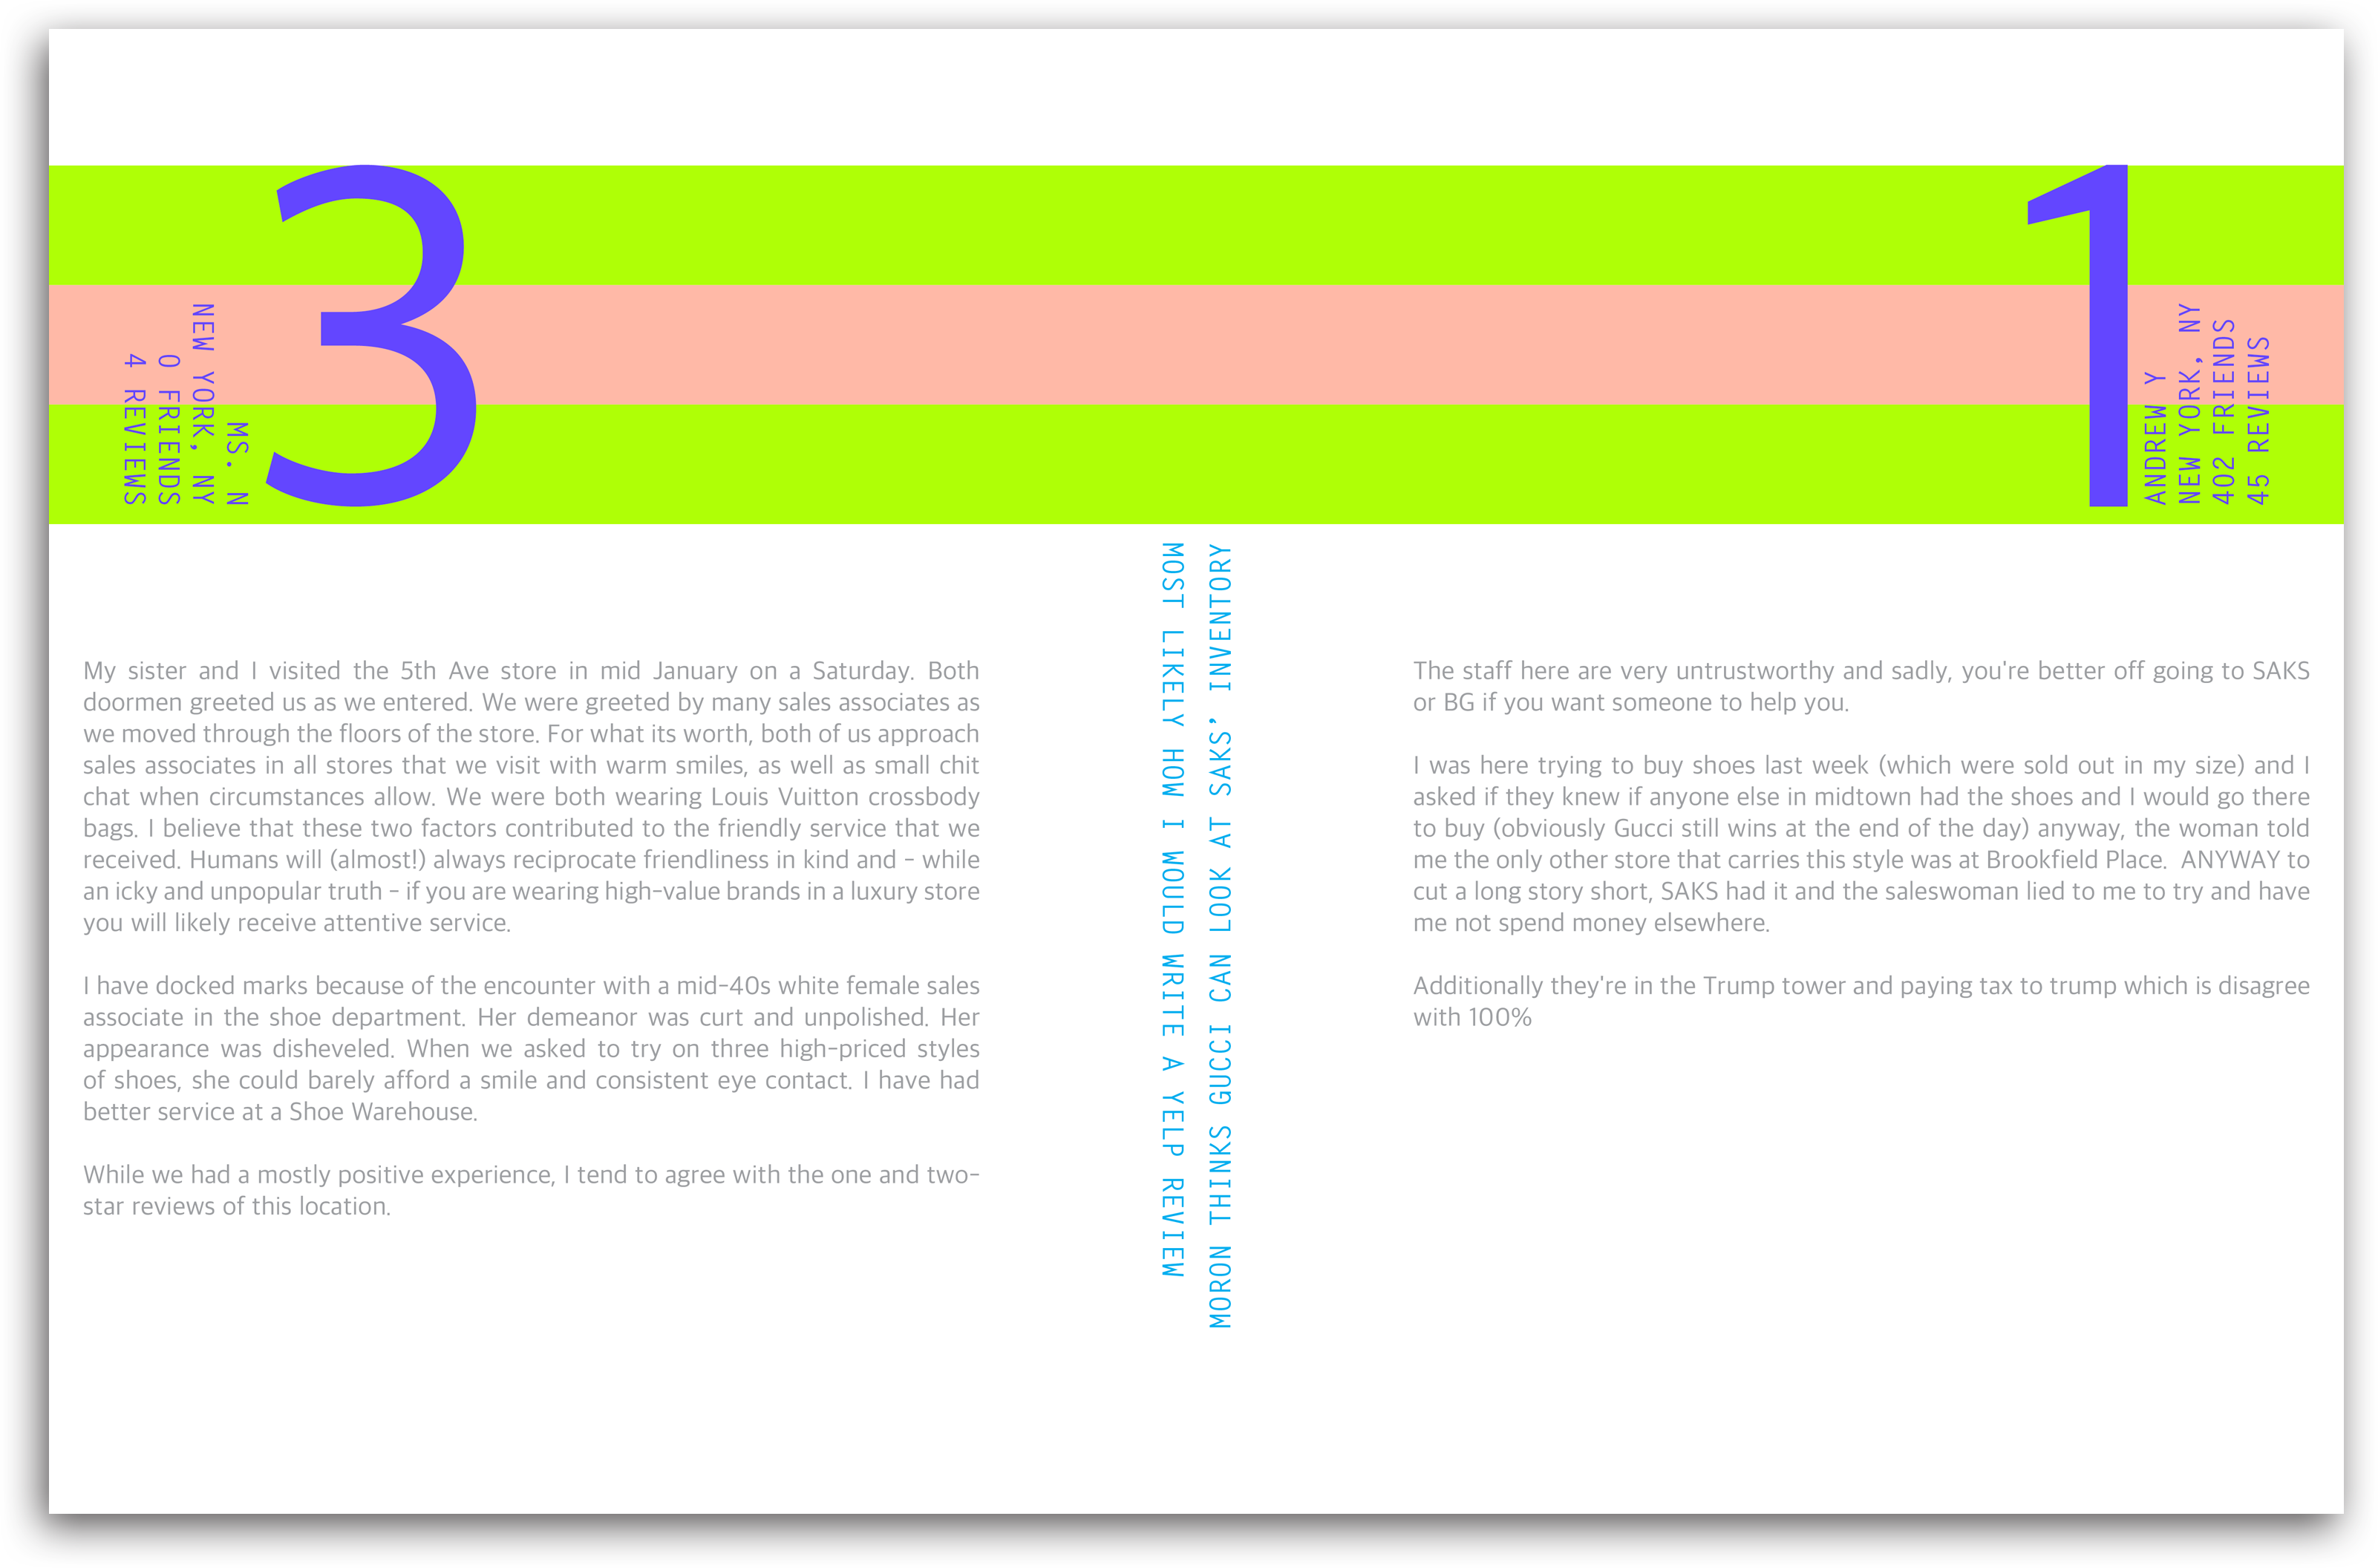 3
MS. N
NEW YORK, NY
0 FRIENDS
4 REVIEWS
My sister and I visited the 5th Ave store in mid January on a Saturday. Both
doormen greeted us as we entered. We were greeted by many sales associates as
we moved through the floors of the store. For what its worth, both of us approach
sales associates in all stores that we visit with warm smiles, as well as small chit
chat when circumstances allow. We were both wearing Louis Vuitton crossbody
bags. I believe that these two factors contributed to the friendly service that we
received. Humans will (almost!) always reciprocate friendliness in kind and - while
an icky and unpopular truth - if you are wearing high-value brands in a luxury store
you will likely receive attentive service.
I have docked marks because of the encounter with a mid-40s white female sales
associate in the shoe department. Her demeanor was curt and unpolished. Her
appearance was disheveled. When we asked to try on three high-priced styles
of shoes, she could barely afford a smile and consistent eye contact. I have had
better service at a Shoe Warehouse.
While we had a mostly positive experience, I tend to agree with the one and two-
star reviews of this location.
MOST LIKELY HOW I WOULD WRITE A YELP REVIEW
MORON THINKS GUCCI CAN LOOK AT SAKS' INVENTORY
1
ANDREW Y
NEW YORK, NY
402 FRIENDS
45 REVIEWS
The staff here are very untrustworthy and sadly, you're better off going to SAKS
or BG if you want someone to help you.
I was here trying to buy shoes last week (which were sold out in my size) and I
asked if they knew if anyone else in midtown had the shoes and I would go there
to buy (obviously Gucci still wins at the end of the day) anyway, the woman told
me the only other store that carries this style was at Brookfield Place.  ANYWAY to
cut a long story short, SAKS had it and the saleswoman lied to me to try and have
me not spend money elsewhere.
Additionally they're in the Trump tower and paying tax to trump which is disagree
with 100%